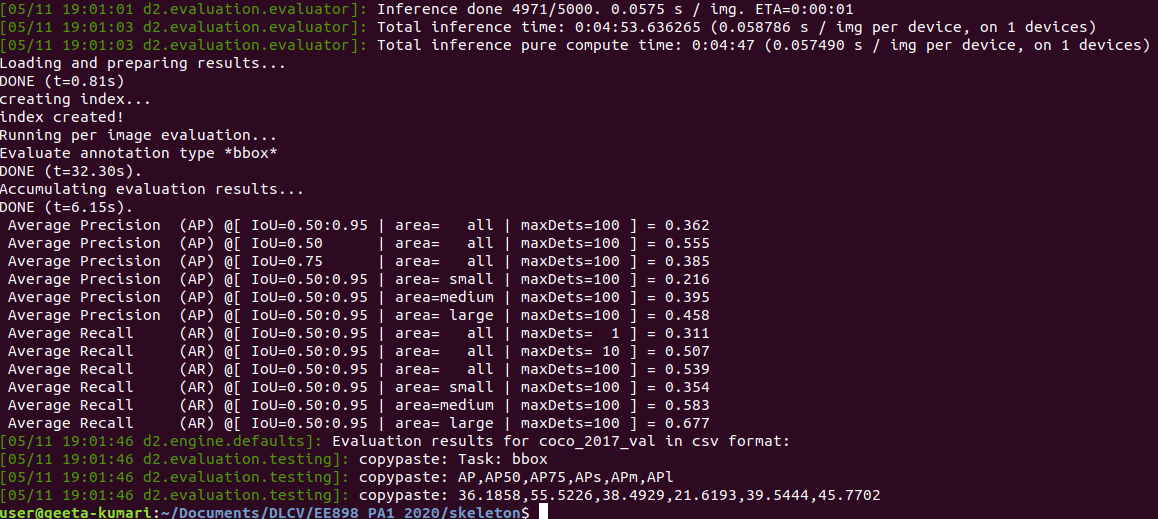 [05/11 19:01:01 d2.evaluation.evaluator]: Inference done 4971/5000. 0.0575 s / img. ETA=0:00:01
[05/11 19:01:03 d2.evaluation.evaluator]: Total inference time: 0:04:53.636265 (0.058786 s / img per device, on 1 devices)
[05/11 19:01:03 d2.evaluation.evaluator]: Total inference pure compute time: 0:04:47 (0.057490 s / img per device, on 1 devices)
Loading and preparing results...
DONE (t=0.81s)
creating index...
index created!
Running per image evaluation...
Evaluate annotation type *bbox*
DONE (t=32.30s).
Accumulating evaluation results...
DONE (t=6.15s).
 Average Precision  (AP) @[ IoU=0.50:0.95 | area=   all | maxDets=100 ] = 0.362
 Average Precision  (AP) @[ IoU=0.50      | area=   all | maxDets=100 ] = 0.555
 Average Precision  (AP) @[ IoU=0.75      | area=   all | maxDets=100 ] = 0.385
 Average Precision  (AP) @[ IoU=0.50:0.95 | area= small | maxDets=100 ] = 0.216
 Average Precision  (AP) @[ IoU=0.50:0.95 | area=medium | maxDets=100 ] = 0.395
 Average Precision  (AP) @[ IoU=0.50:0.95 | area= large | maxDets=100 ] = 0.458
 Average Recall     (AR) @[ IoU=0.50:0.95 | area=   all | maxDets=  1 ] = 0.311
 Average Recall     (AR) @[ IoU=0.50:0.95 | area=   all | maxDets= 10 ] = 0.507
 Average Recall     (AR) @[ IoU=0.50:0.95 | area=   all | maxDets=100 ] = 0.539
 Average Recall     (AR) @[ IoU=0.50:0.95 | area= small | maxDets=100 ] = 0.354
 Average Recall     (AR) @[ IoU=0.50:0.95 | area=medium | maxDets=100 ] = 0.583
 Average Recall     (AR) @[ IoU=0.50:0.95 | area= large | maxDets=100 ] = 0.677
[05/11 19:01:46 d2.engine.defaults]: Evaluation results for coco_2017_val in csv format:
[05/11 19:01:46 d2.evaluation.testing]: copypaste: Task: bbox
[05/11 19:01:46 d2.evaluation.testing]: copypaste: AP,AP50,AP75,APs,APm,APl
[05/11 19:01:46 d2.evaluation.testing]: copypaste: 36.1858,55.5226,38.4929,21.6193,39.5444,45.7702
user@geeta-kumari:~/Documents/DLCV/EE898_PA1_2020/skeleton$